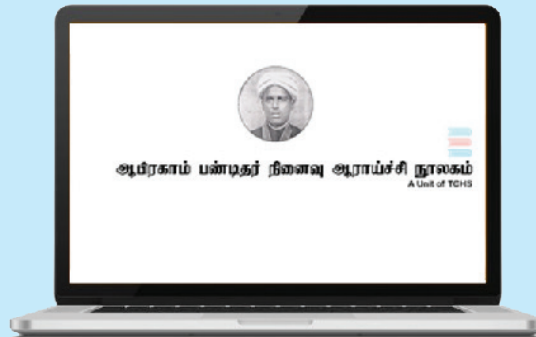 ஆபிரகாம் பண்டிதர் நினைவு ஆராய்ச்சி நூலகம்
A Unit of TCHS